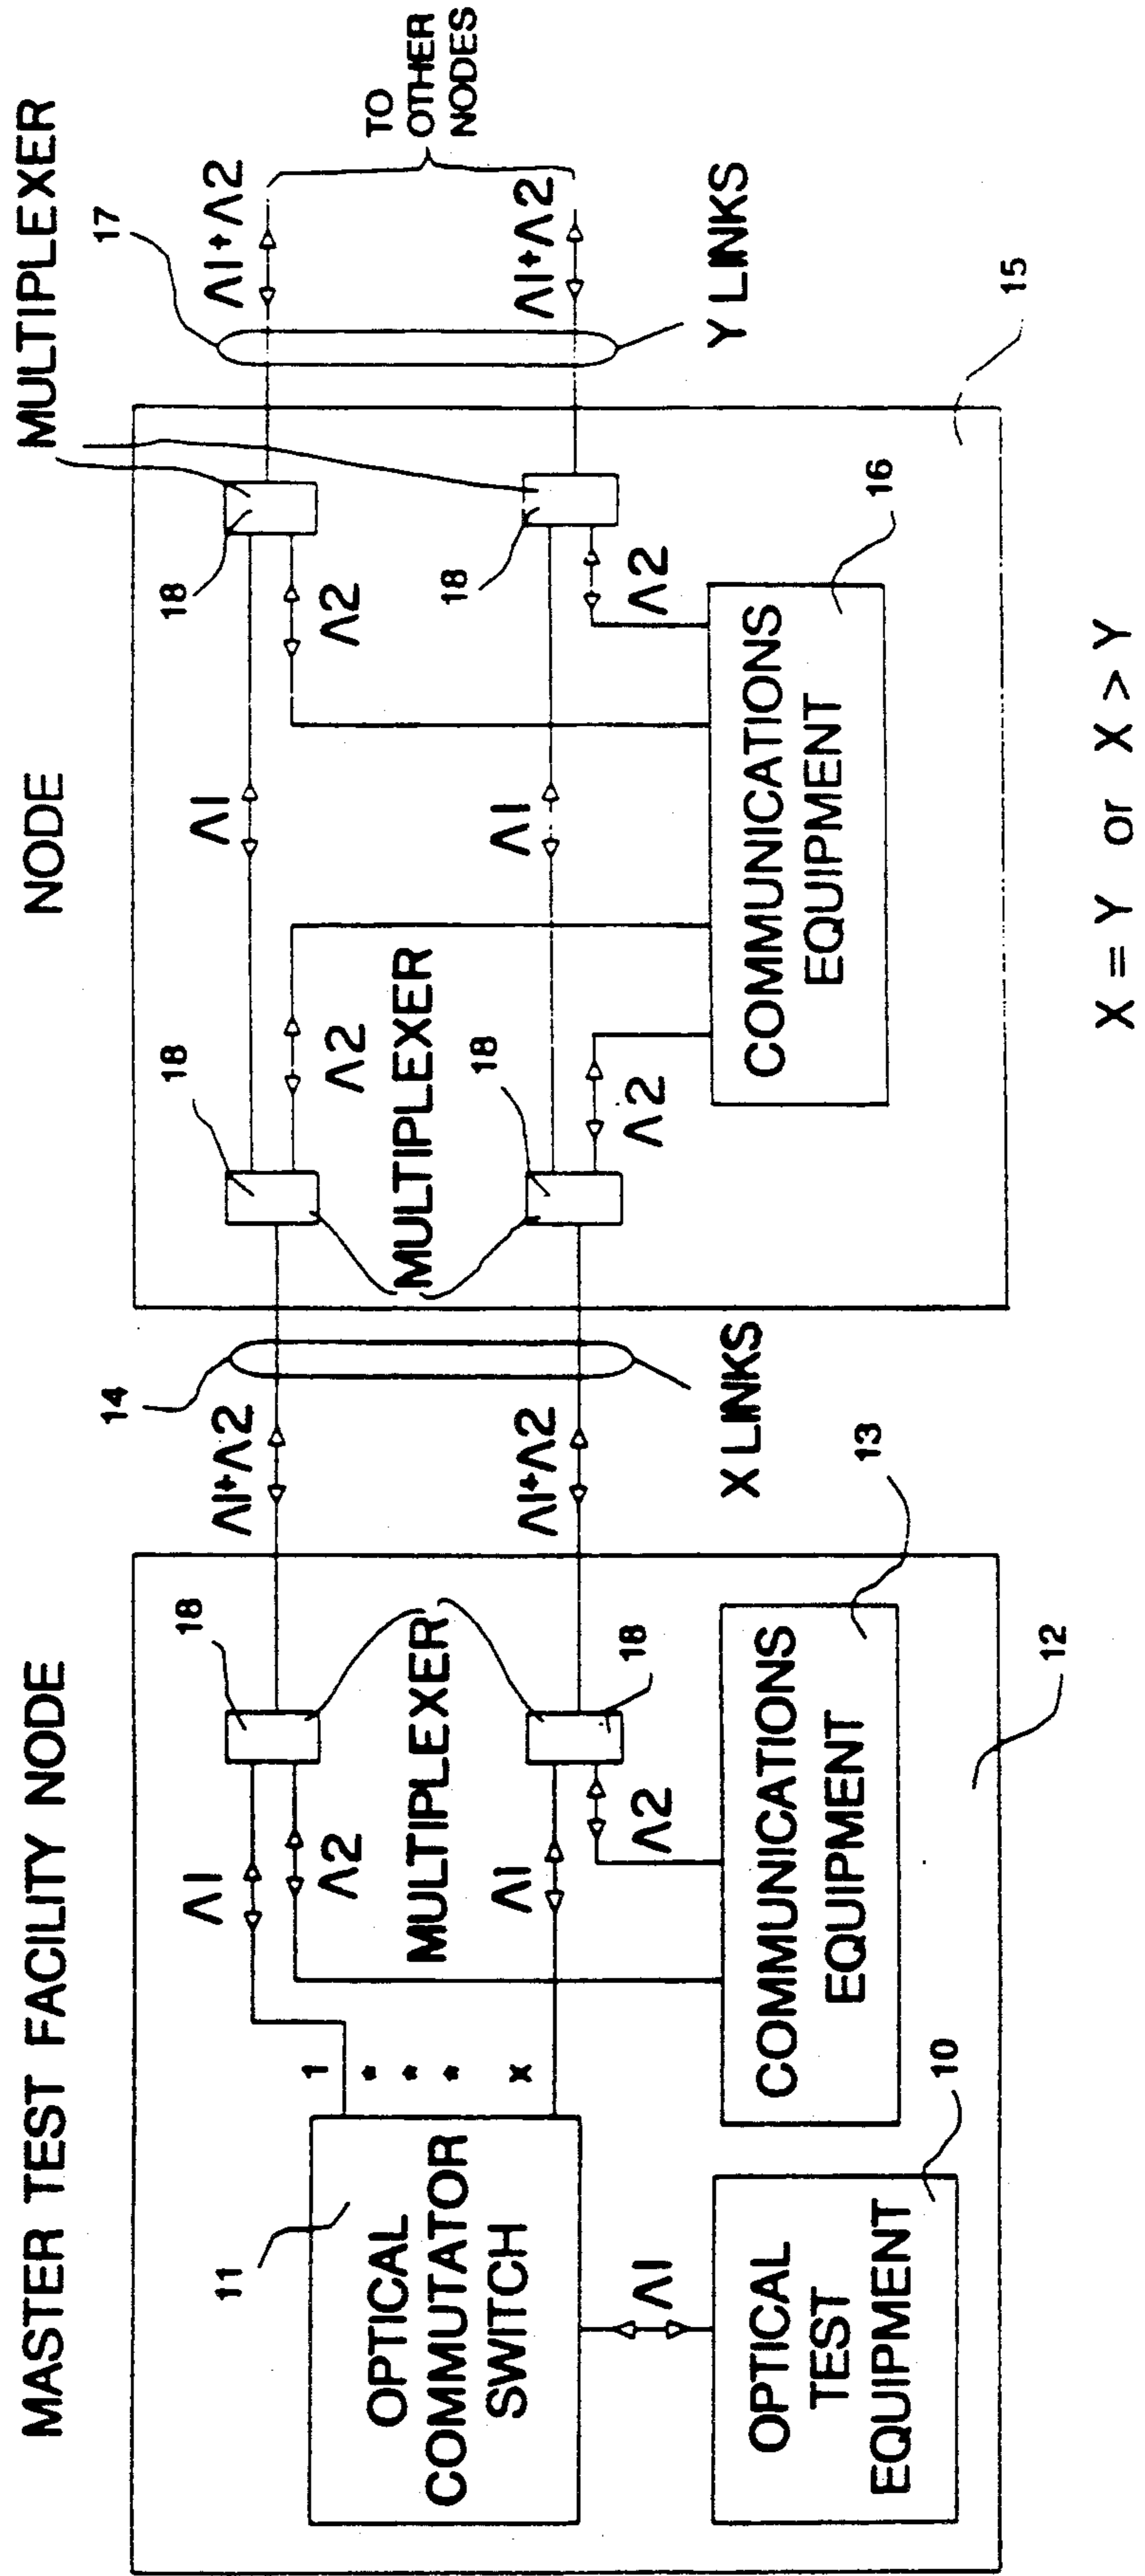 MASTER TEST FACILITY NODE
NODE
MULTIPLEXER
11
OPTICAL
COMMUTATOR
SWITCH
1
*
*
*
x
Λ1
Λ1
Λ2
18
MULTIPLEXER
Λ1
Λ2
18
OPTICAL
TEST
EQUIPMENT
10
COMMUNICATIONS
EQUIPMENT
13
12
Λ1+Λ2
14
Λ1+Λ2
X LINKS
18
Λ2
MULTIPLEXER
18
Λ2
Λ1
Λ1
18
Λ2
18
Λ2
COMMUNICATIONS
EQUIPMENT
16
15
17
Λ1+Λ2
Λ1+Λ2
Y LINKS
TO
OTHER
NODES
X = Y or X > Y